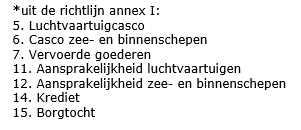 *uit de richtlijn annex I:
5. Luchtvaartuigcasco
6. Casco zee- en binnenschepen
7. Vervoerde goederen
11. Aansprakelijkheid luchtvaartuigen
12. Aansprakelijkheid zee- en binnenschepen
14. Krediet
15. Borgtocht